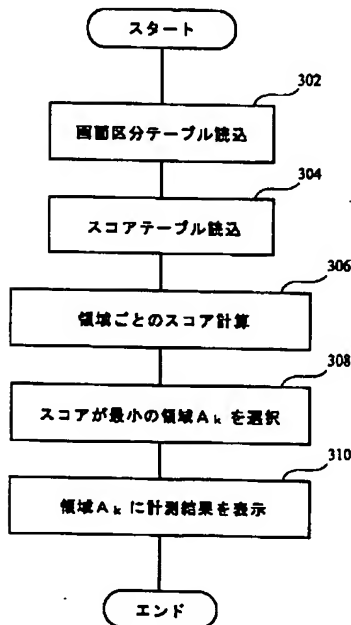 スタート
302
画面区分テーブル読込
304
スコアテーブル読込
306
領域ごとのスコア計算
308
スコアが最小の領域Ａｋを選択
310
領域Ａｋに計測結果を表示
エンド